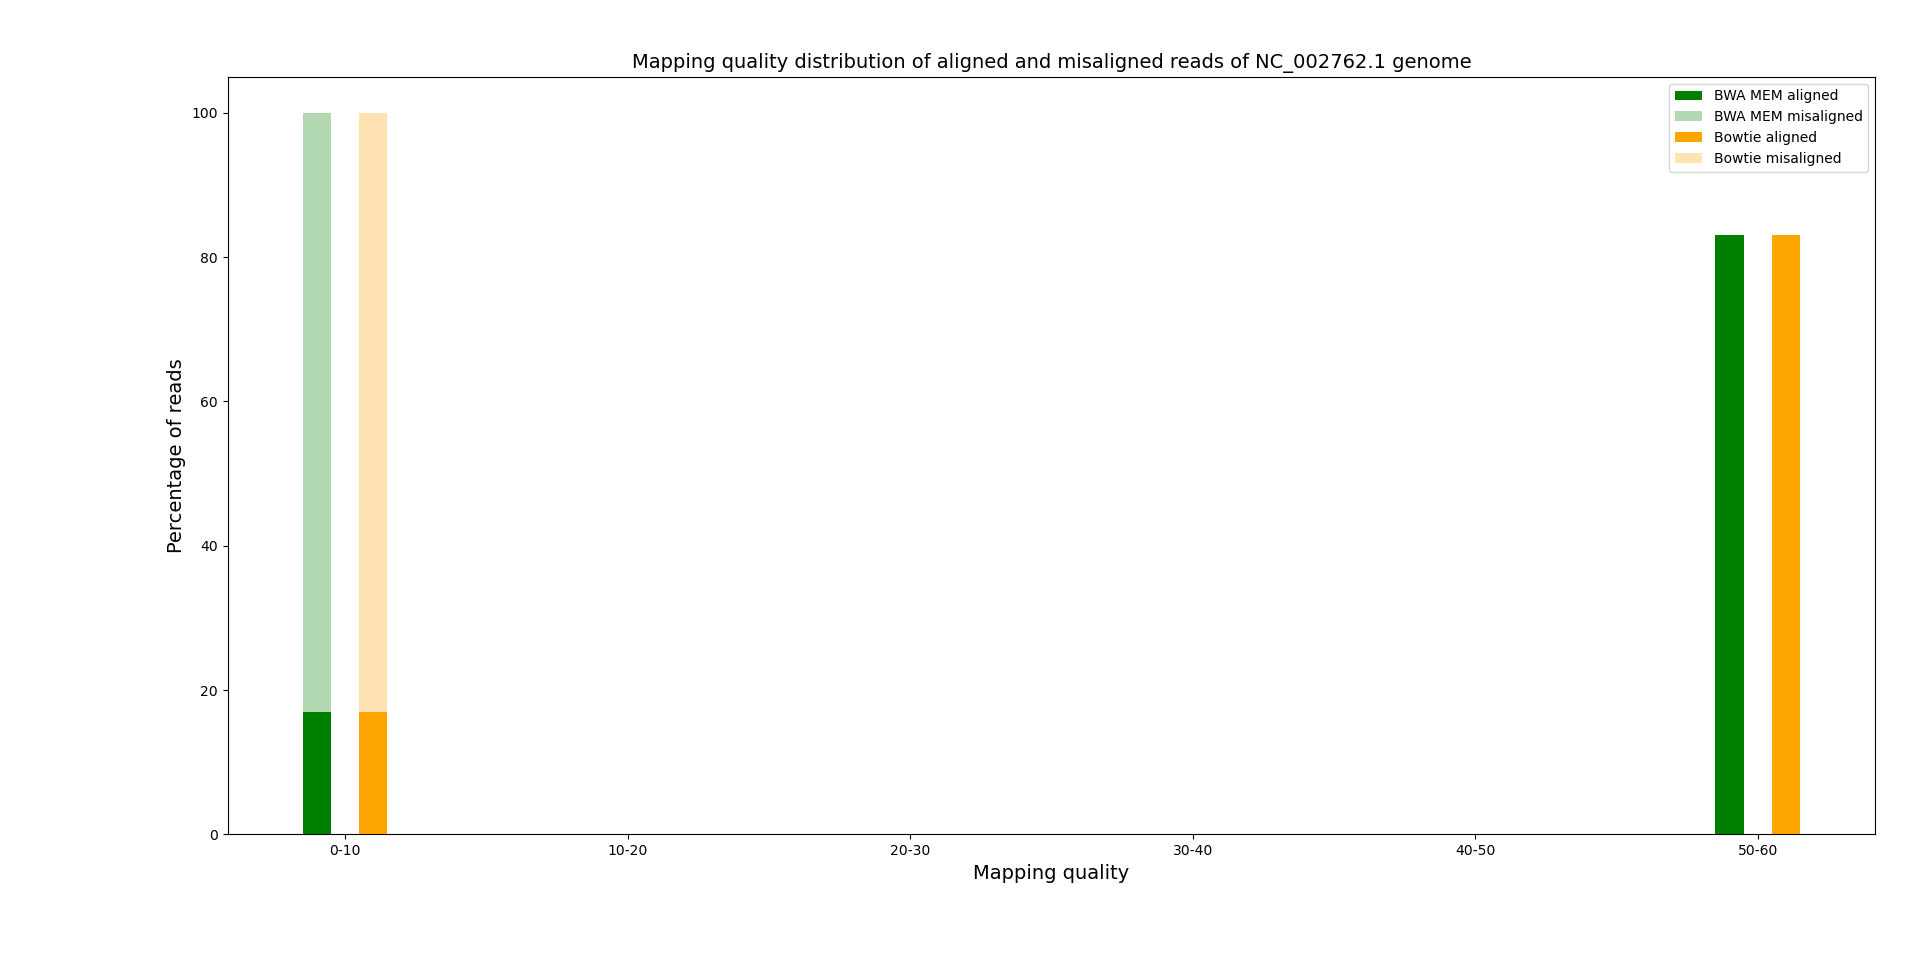 Mapping quality distribution of aligned and misaligned reads of NC_002762.1 genome
BWA MEM aligned
BWA MEM misaligned
Bowtie aligned
Bowtie misaligned
Percentage of reads
100
80
60
40
20
0
0-10 10-20 20-30 30-40 40-50 50-60
Mapping quality